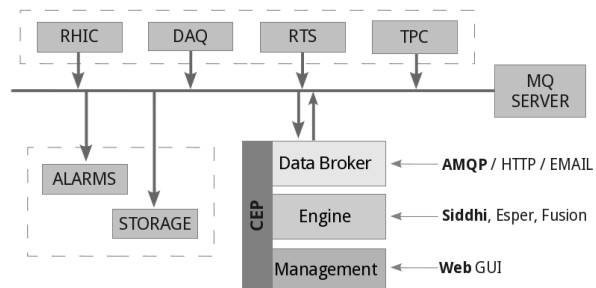 RHIC
DAQ
RTS
TPC
MQ
SERVER
ALARMS
STORAGE
CEP
Data Broker
AMQP / HTTP / EMAIL
Engine
Siddhi, Esper, Fusion
Management
Web GUI